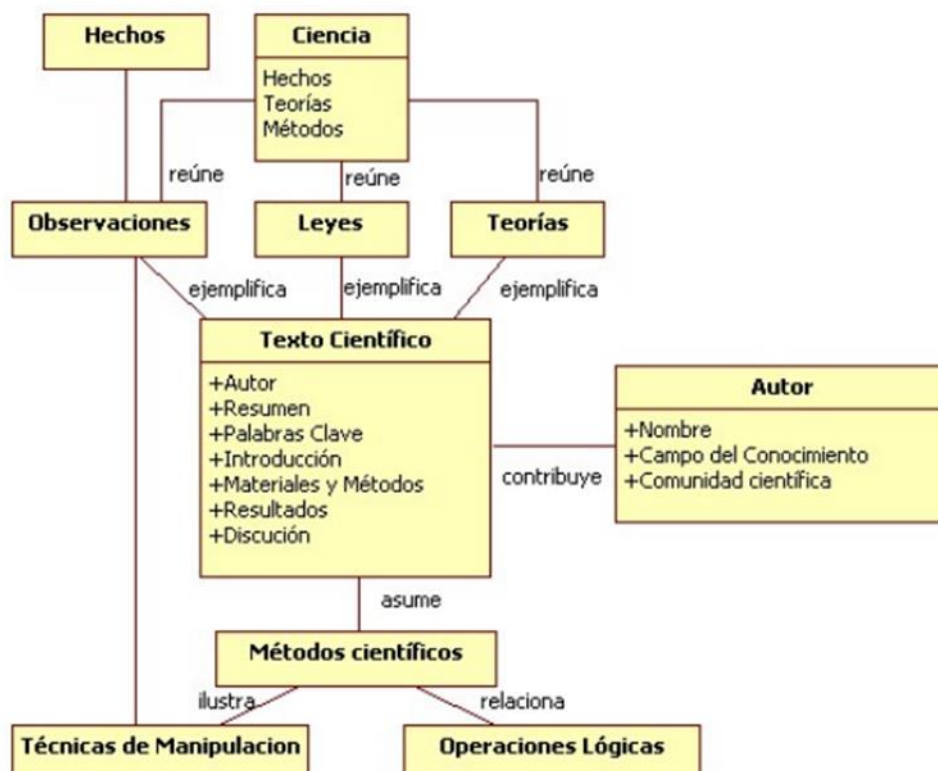 Hechos
Ciencia
Hechos
Teorías
Métodos
reúne
reúne
reúne
Observaciones
Leyes
Teorías
ejemplifica
ejemplifica
ejemplifica
Texto Científico
+Autor
+Resumen
+Palabras Clave
+Introducción
+Materiales y Métodos
+Resultados
+Discución
Autor
+Nombre
+Campo del Conocimiento
+Comunidad científica
contribuye
asume
Métodos científicos
ilustra
relaciona
Técnicas de Manipulacion
Operaciones Lógicas